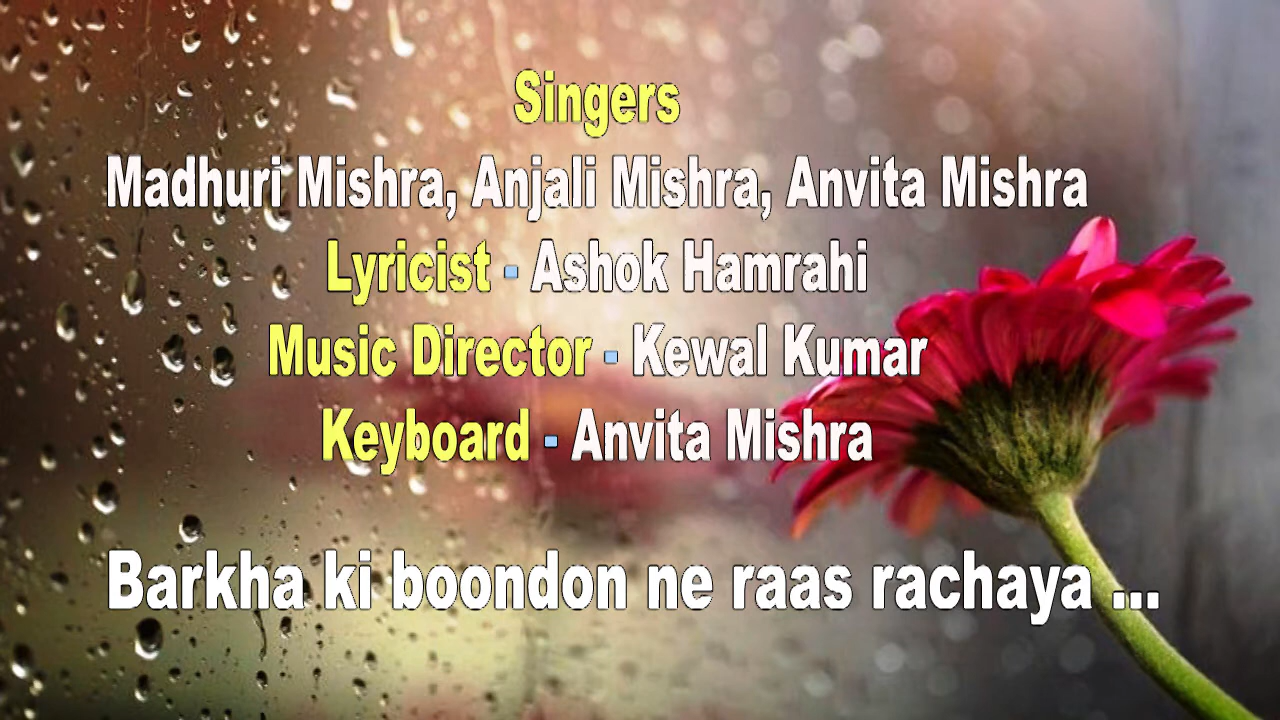 Singers
Madhuri Mishra, Anjali Mishra, Anvita Mishra
Lyricist - Ashok Hamrahi
Music Director - Kewal Kumar
Keyboard - Anvita Mishra
Barkha ki boondon ne raas rachaya ...